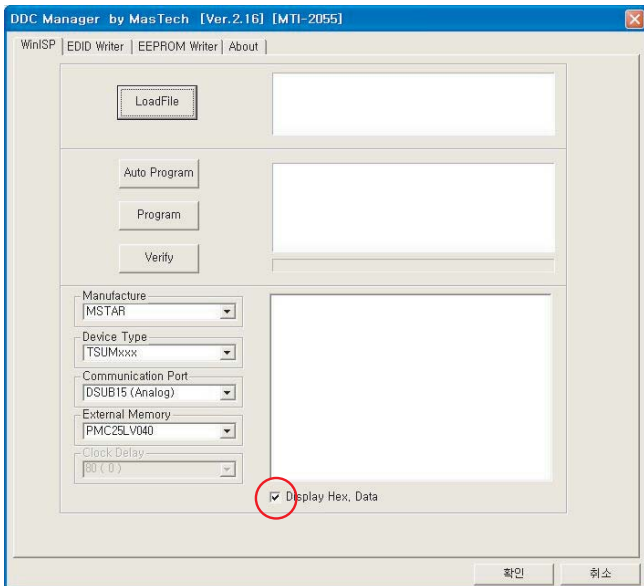 DDC Manager by MasTech [Ver.2.16] [MTI-2055]
WinISP EDID Writer EEPROM Writer About
LoadFile
Auto Program
Program
Verify
Manufacture
MSTAR
Device Type
TSUMxxx
Communication Port
DSUB15 (Analog)
External Memory
PMC25LV040
Clock Delay
80 ( 0 )
Display Hex, Data
확인 취소